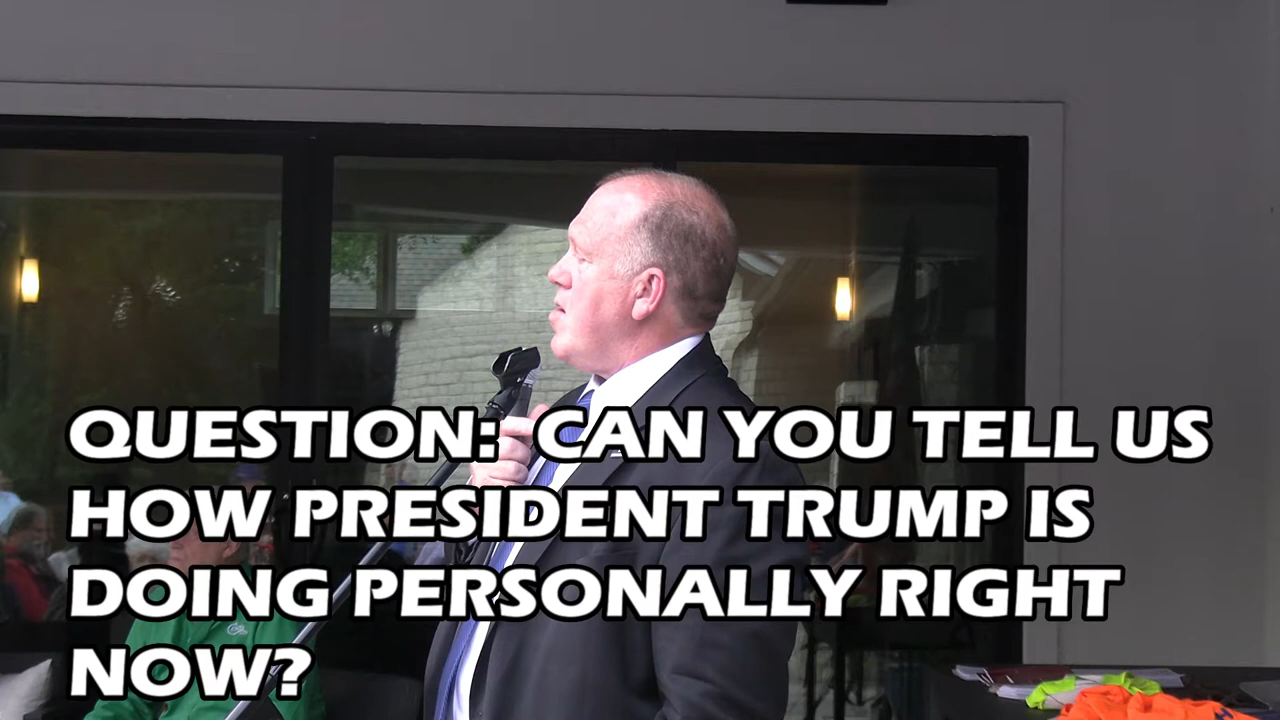 QUESTION:  CAN YOU TELL US
HOW PRESIDENT TRUMP IS
DOING PERSONALLY RIGHT
NOW?